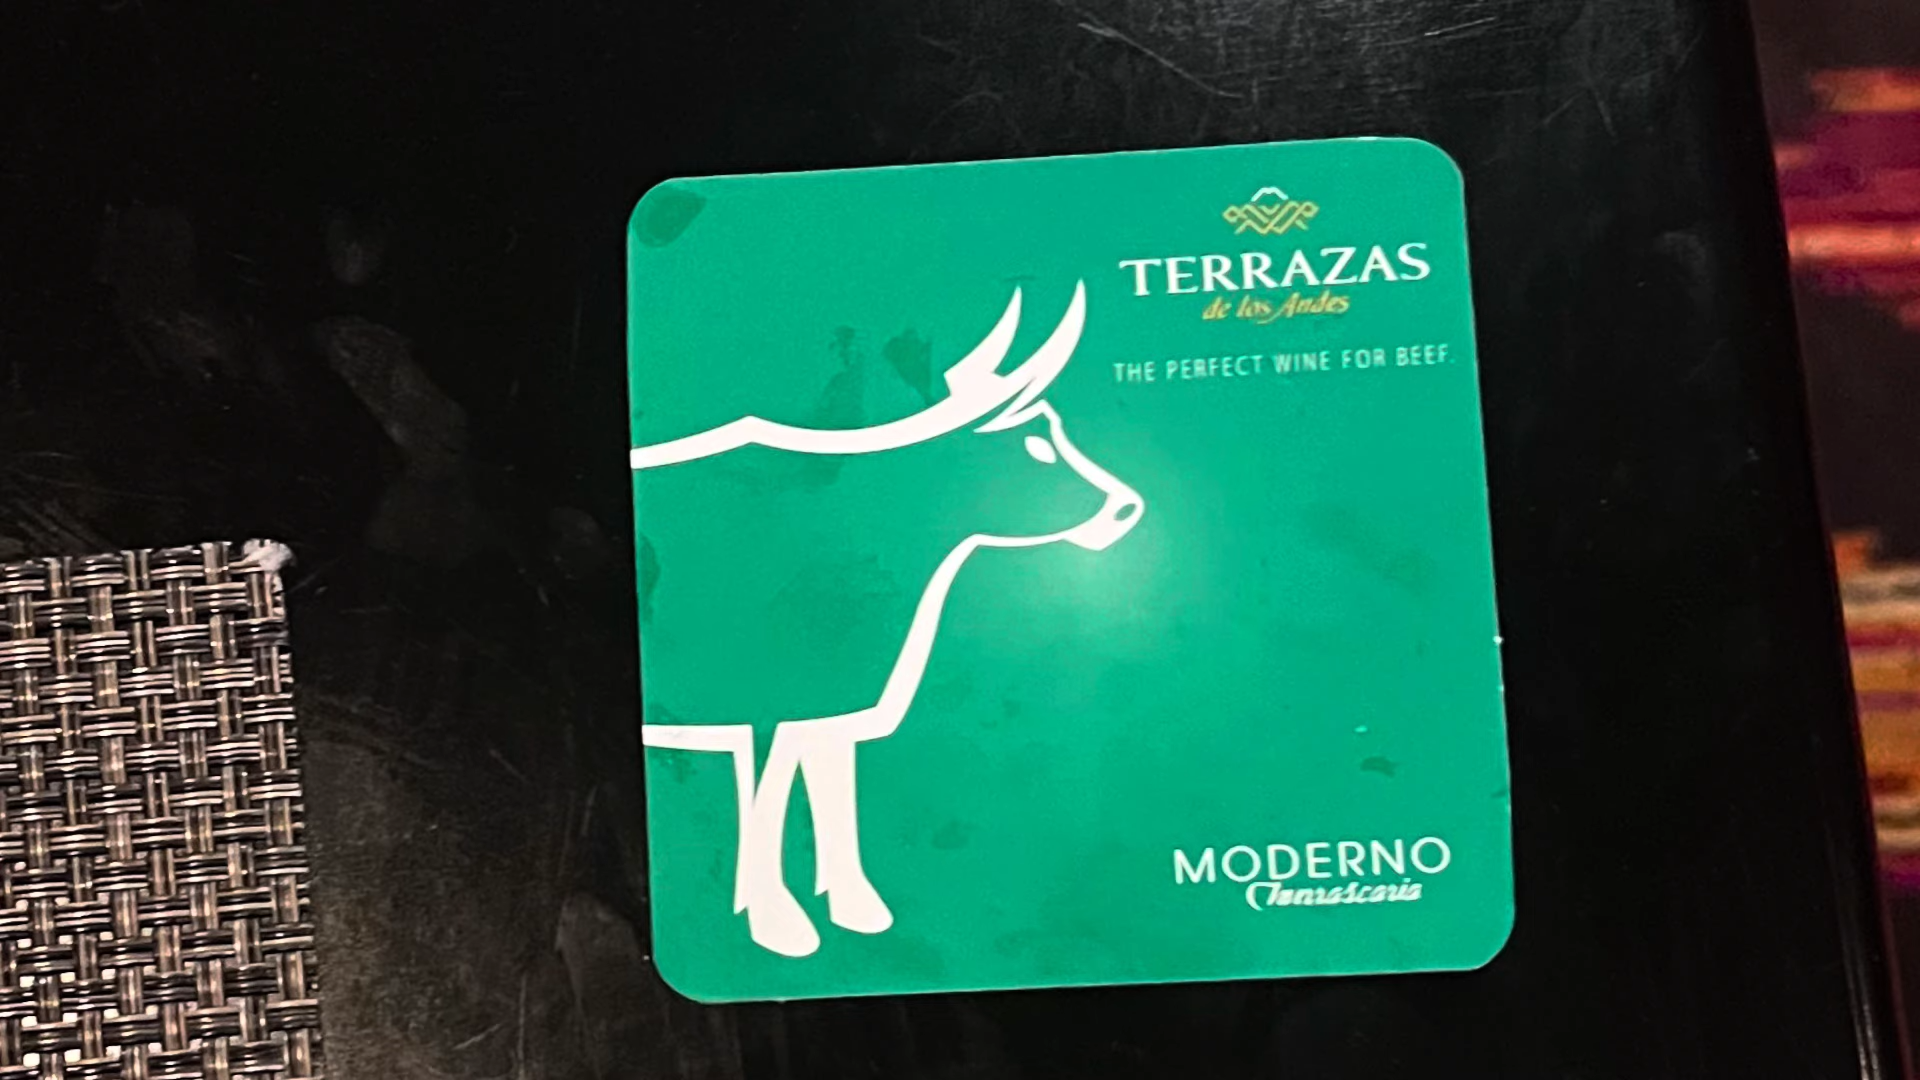 TERRAZAS
de los Andes
THE PERFECT WINE FOR BEEF.
MODERNO
Churrascaria